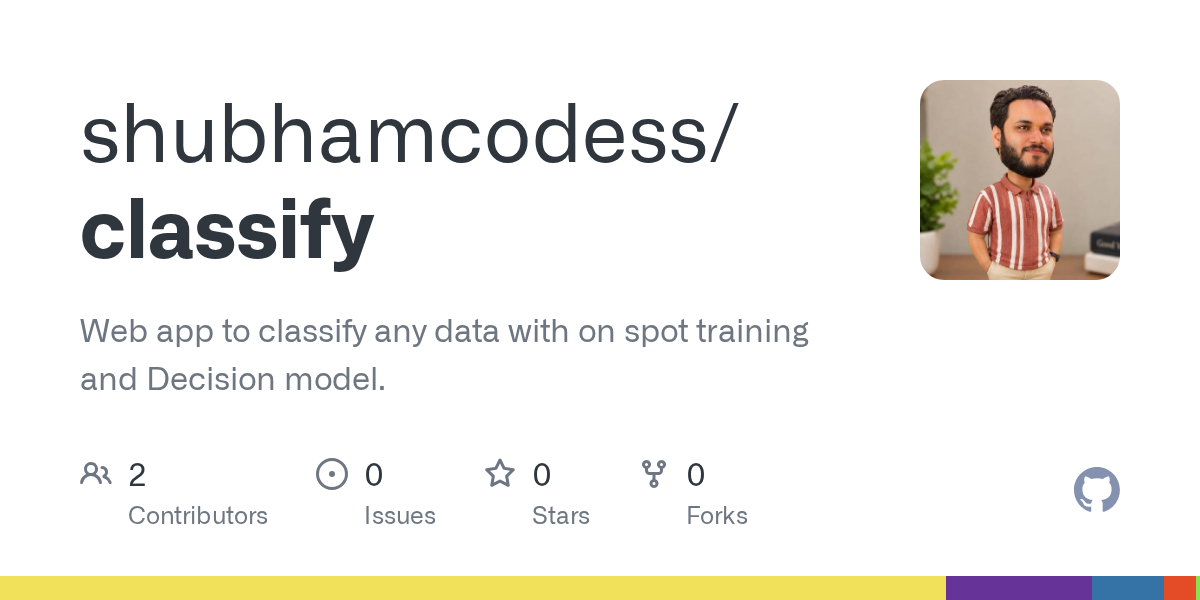 shubhamcodess/
classify
Web app to classify any data with on spot training
and Decision model.
2
Contributors
0
Issues
0
Stars
0
Forks
Good